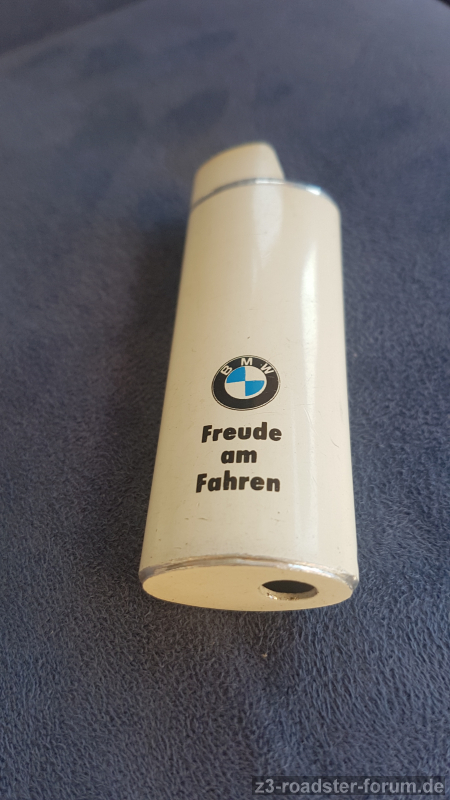 BMW
Freude
am
Fahren
z3-roadster-forum.de